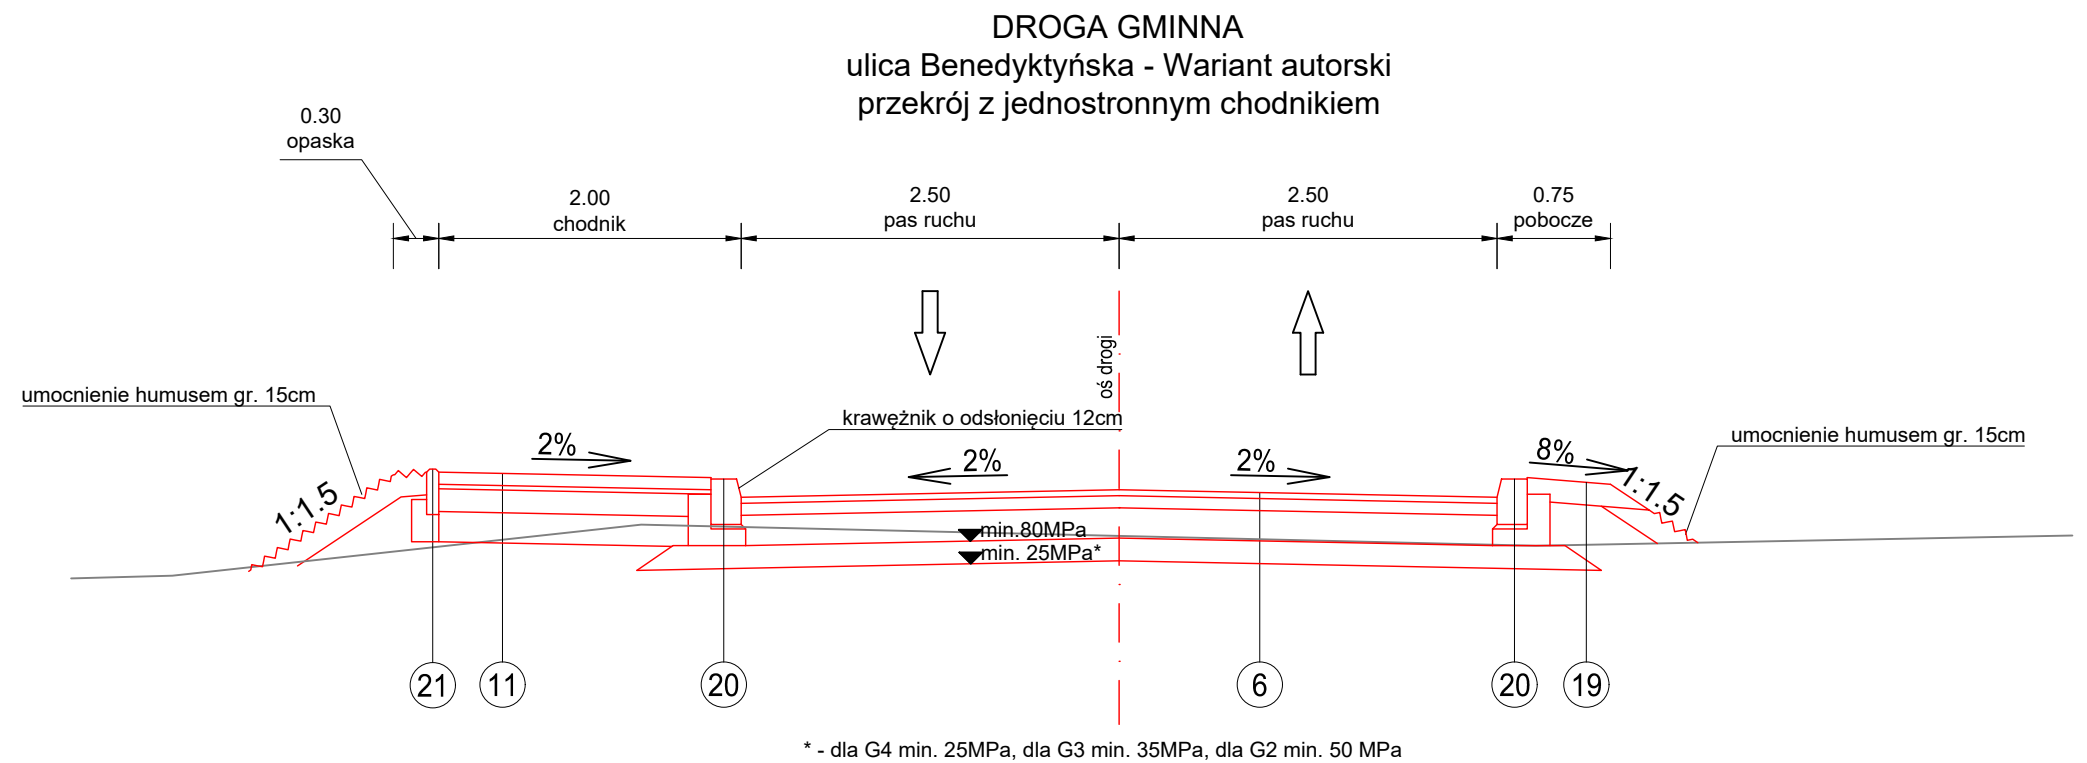 DROGA GMINNA
ulica Benedyktyńska - Wariant autorski
przekrój z jednostronnym chodnikiem
0.30
opaska
2.00
chodnik
2.50
pas ruchu
2.50
pas ruchu
0.75
pobocze
oś drogi
umocnienie humusem gr. 15cm
krawężnik o odsłonięciu 12cm
umocnienie humusem gr. 15cm
1:1.5
2%
2%
2%
8%
1:1.5
min.80MPa
min. 25MPa*
21
11
20
6
20
19
* - dla G4 min. 25MPa, dla G3 min. 35MPa, dla G2 min. 50 MPa